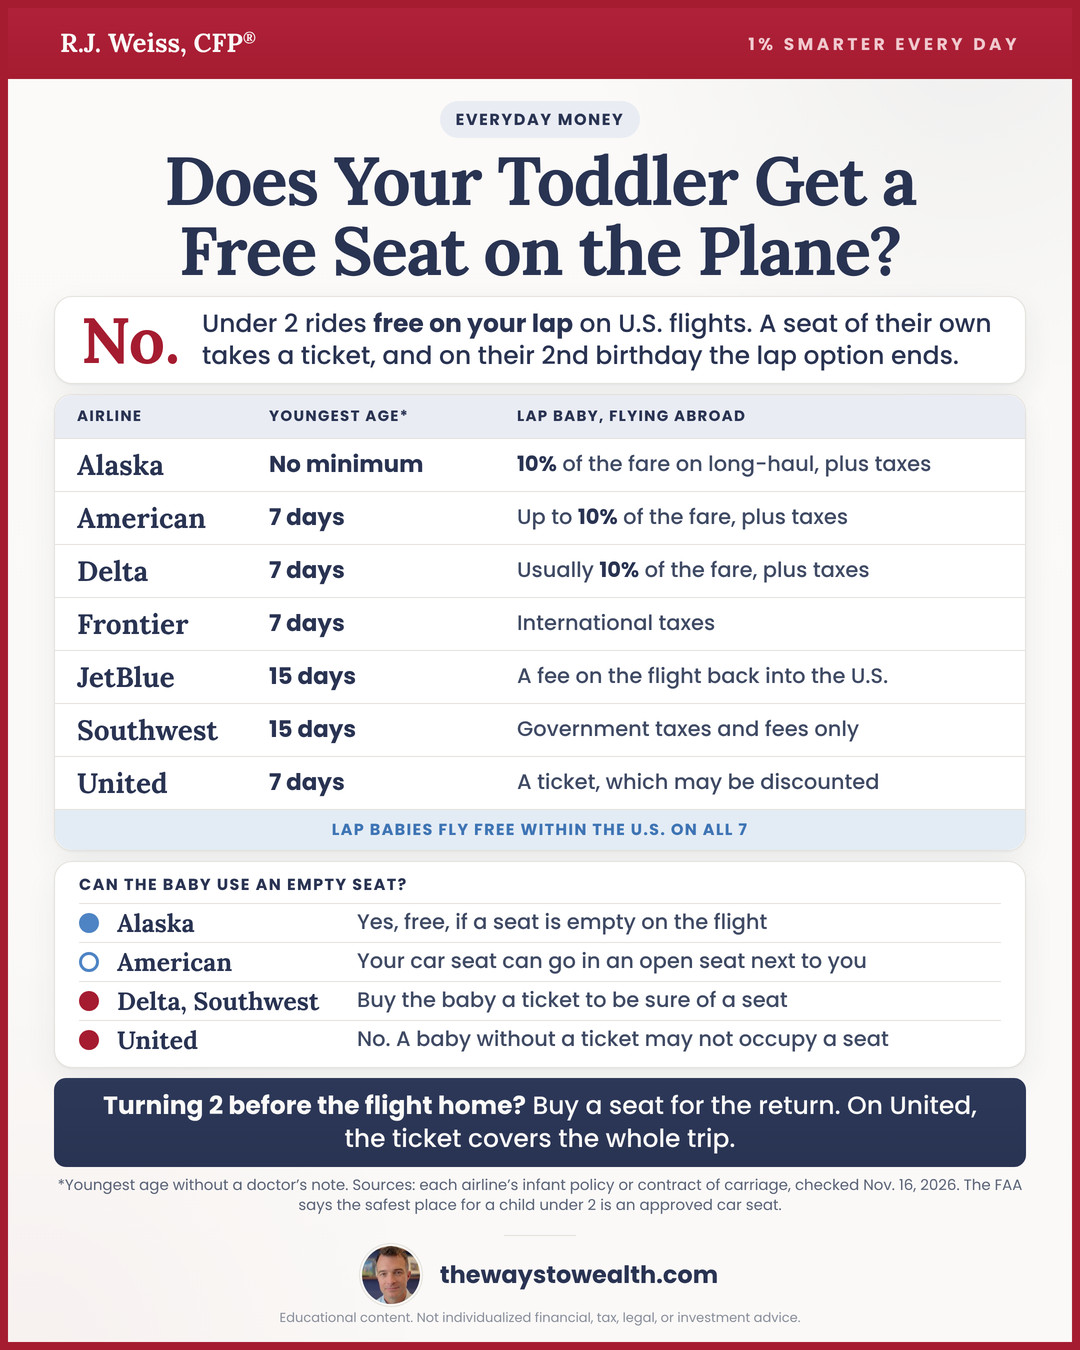 R.J. Weiss, CFP®
1% SMARTER EVERY DAY
EVERYDAY MONEY
Does Your Toddler Get a
Free Seat on the Plane?
No.
Under 2 rides free on your lap on U.S. flights. A seat of their own
takes a ticket, and on their 2nd birthday the lap option ends.
AIRLINE YOUNGEST AGE* LAP BABY, FLYING ABROAD
Alaska No minimum 10% of the fare on long-haul, plus taxes
American 7 days Up to 10% of the fare, plus taxes
Delta 7 days Usually 10% of the fare, plus taxes
Frontier 7 days International taxes
JetBlue 15 days A fee on the flight back into the U.S.
Southwest 15 days Government taxes and fees only
United 7 days A ticket, which may be discounted
LAP BABIES FLY FREE WITHIN THE U.S. ON ALL 7
CAN THE BABY USE AN EMPTY SEAT?
Alaska Yes, free, if a seat is empty on the flight
American Your car seat can go in an open seat next to you
Delta, Southwest Buy the baby a ticket to be sure of a seat
United No. A baby without a ticket may not occupy a seat
Turning 2 before the flight home? Buy a seat for the return. On United,
the ticket covers the whole trip.
*Youngest age without a doctor's note. Sources: each airline's infant policy or contract of carriage, checked Nov. 16, 2026. The FAA
says the safest place for a child under 2 is an approved car seat.
thewaystowealth.com
Educational content. Not individualized financial, tax, legal, or investment advice.